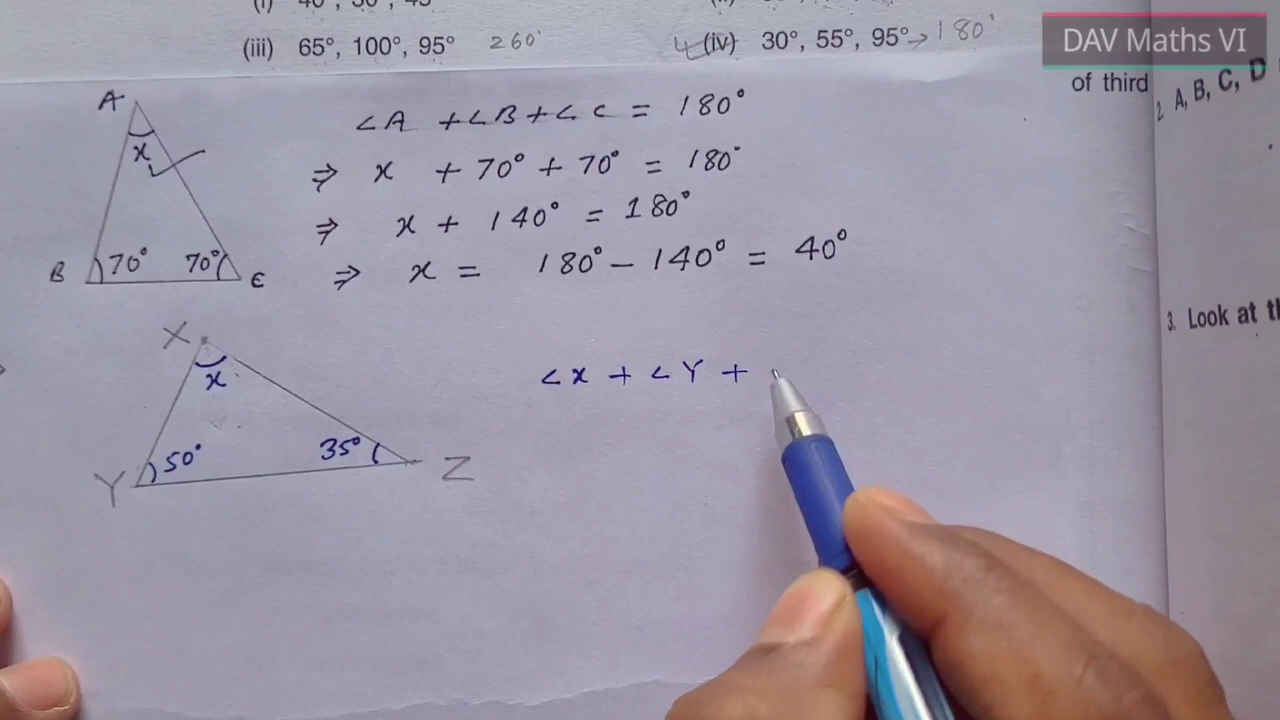 (iii) 65°, 100°, 95° 260°
(iv) 30°, 55°, 95° → 180°
DAV Maths VI
of third
2. A, B, C, D
A
x
B 70° 70° C
∠A + ∠B + ∠C = 180°
⇒ x + 70° + 70° = 180°
⇒ x + 140° = 180°
⇒ x = 180° - 140° = 40°
3. Look at th
X
x
Y 50° 35° Z
∠X + ∠Y +